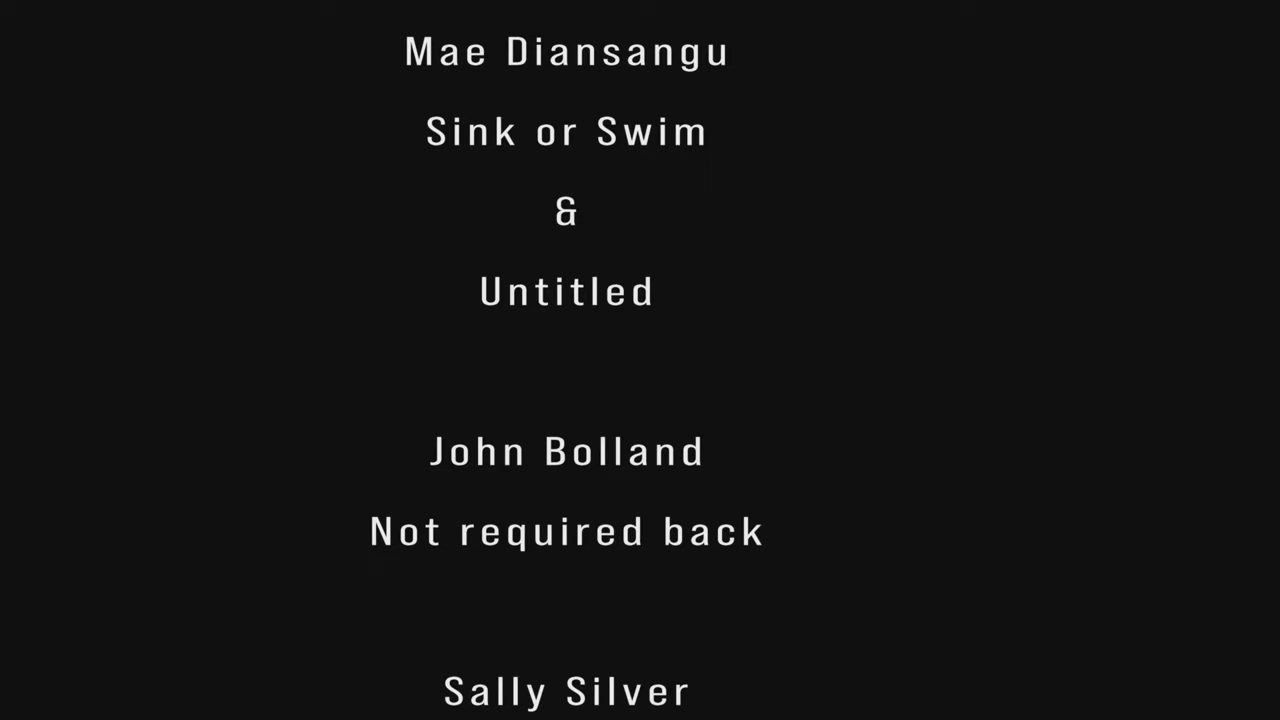 Mae Diansangu
Sink or Swim
&
Untitled
John Bolland
Not required back
Sally Silver